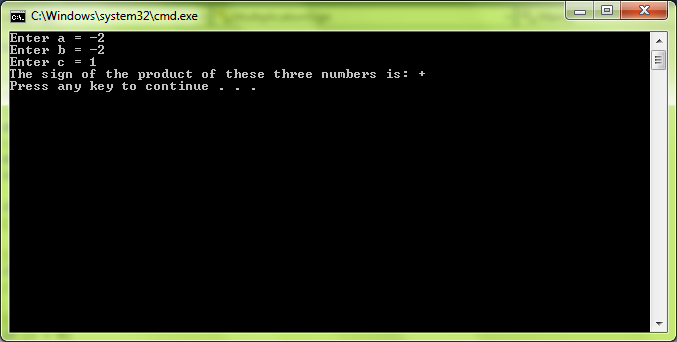 C:\Windows\system32\cmd.exe
Enter a = -2
Enter b = -2
Enter c = 1
The sign of the product of these three numbers is: +
Press any key to continue . . .